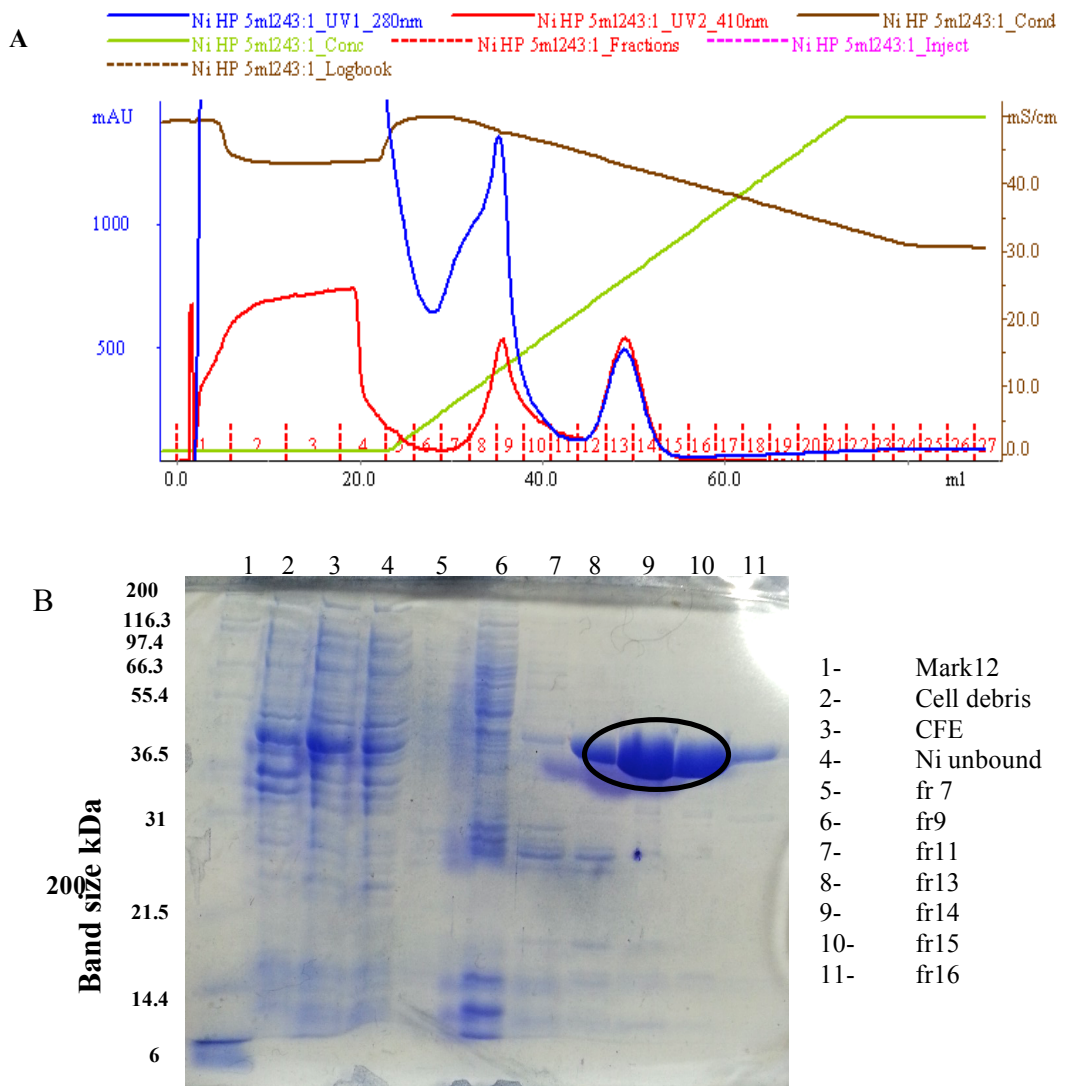 A
Ni HP 5ml243:1_UV1_280nm Ni HP 5ml243:1_UV2_410nm Ni HP 5ml243:1_Cond
Ni HP 5ml243:1_Conc Ni HP 5ml243:1_Fractions Ni HP 5ml243:1_Inject
Ni HP 5ml243:1_Logbook
mAU mS/cm
1000 500
40.0 30.0 20.0 10.0 0.0
1 2 3 4 5 6 7 8 9 10 11 12 13 14 15 16 17 18 19 20 21 22 23 24 25 26 27
0.0 20.0 40.0 60.0 ml
B
1 2 3 4 5 6 7 8 9 10 11
200
116.3
97.4
66.3
55.4
36.5
31
21.5
14.4
6
Band size kDa
200
1- Mark12
2- Cell debris
3- CFE
4- Ni unbound
5- fr 7
6- fr9
7- fr11
8- fr13
9- fr14
10- fr15
11- fr16